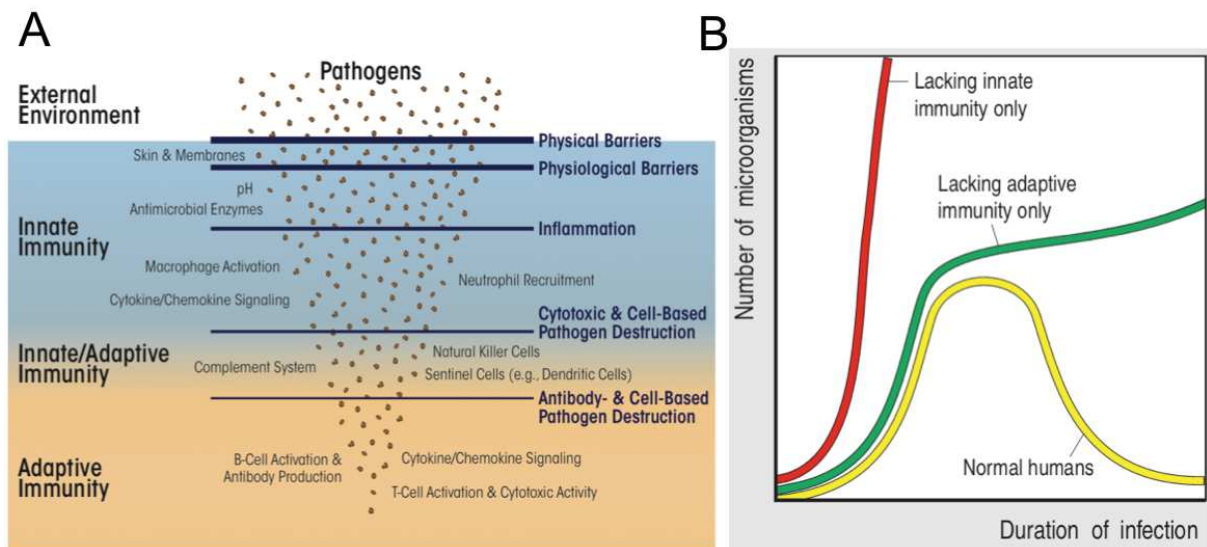 A
Pathogens
External
Environment
Physical Barriers
Skin & Membranes
Physiological Barriers
pH
Antimicrobial Enzymes
Innate
Immunity
Inflammation
Macrophage Activation
Neutrophil Recruitment
Cytokine/Chemokine Signaling
Cytotoxic & Cell-Based
Pathogen Destruction
Innate/Adaptive
Immunity
Natural Killer Cells
Complement System
Sentinel Cells (e.g., Dendritic Cells)
Antibody- & Cell-Based
Pathogen Destruction
Adaptive
Immunity
B-Cell Activation &
Antibody Production
Cytokine/Chemokine Signaling
T-Cell Activation & Cytotoxic Activity
B
Number of microorganisms
Lacking innate
immunity only
Lacking adaptive
immunity only
Normal humans
Duration of infection